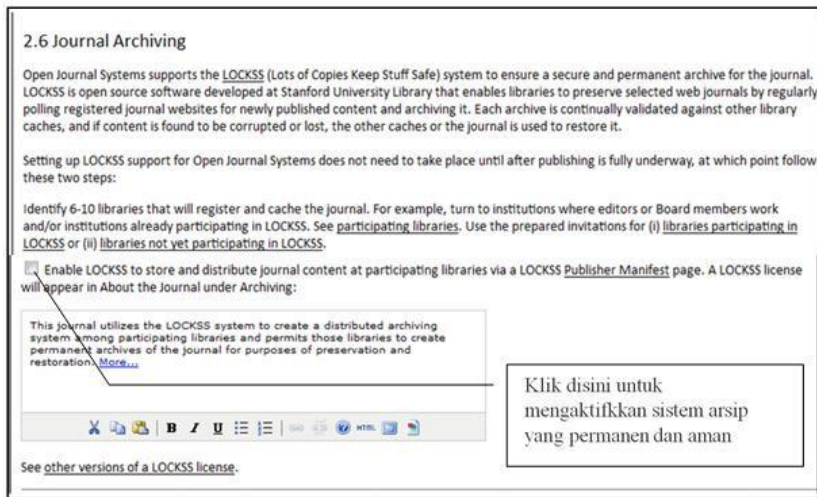 2.6 Journal Archiving
Open Journal Systems supports the LOCKSS (Lots of Copies Keep Stuff Safe) system to ensure a secure and permanent archive for the journal.
LOCKSS is open source software developed at Stanford University Library that enables libraries to preserve selected web journals by regularly
polling registered journal websites for newly published content and archiving it. Each archive is continually validated against other library
caches, and if content is found to be corrupted or lost, the other caches or the journal is used to restore it.
Setting up LOCKSS support for Open Journal Systems does not need to take place until after publishing is fully underway, at which point follow
these two steps:
Identify 6-10 libraries that will register and cache the journal. For example, turn to institutions where editors or Board members work
and/or institutions already participating in LOCKSS. See participating libraries. Use the prepared invitations for (i) libraries participating in
LOCKSS or (ii) libraries not yet participating in LOCKSS.
Enable LOCKSS to store and distribute journal content at participating libraries via a LOCKSS Publisher Manifest page. A LOCKSS license
will appear in About the Journal under Archiving:
This journal utilizes the LOCKSS system to create a distributed archiving
system among participating libraries and permits those libraries to create
permanent archives of the journal for purposes of preservation and
restoration. More...
Klik disini untuk
mengaktifkkan sistem arsip
yang permanen dan aman
B I U HTML
See other versions of a LOCKSS license.